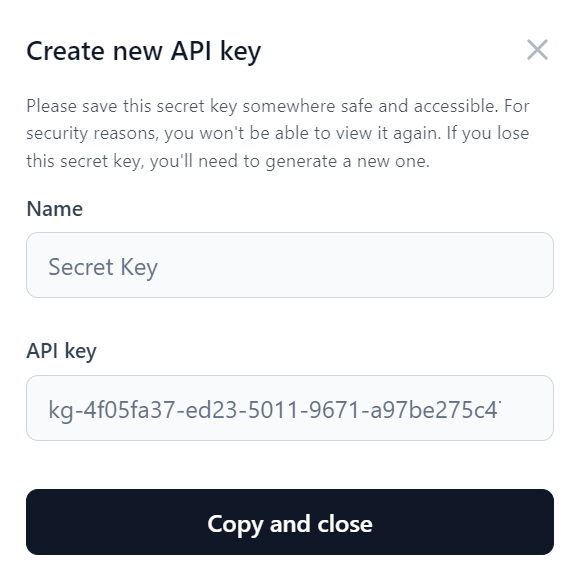 Create new API key
Please save this secret key somewhere safe and accessible. For
security reasons, you won't be able to view it again. If you lose
this secret key, you'll need to generate a new one.
Name
Secret Key
API key
kg-4f05fa37-ed23-5011-9671-a97be275c4
Copy and close